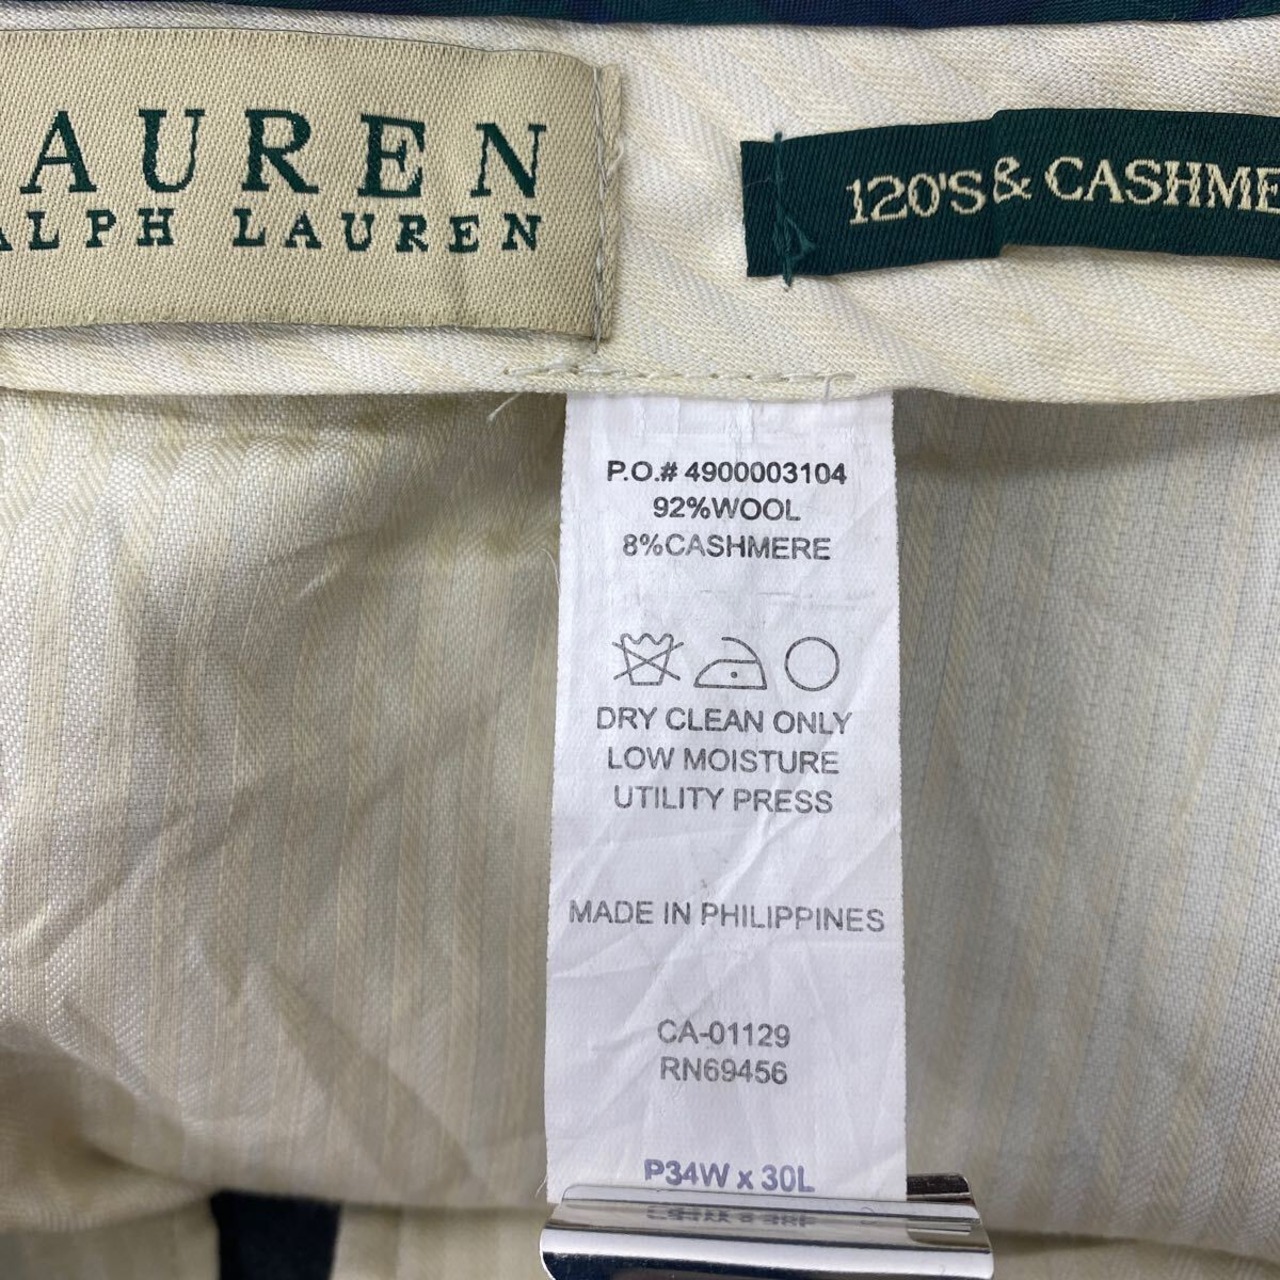 AUREN
ALPH LAUREN
120'S & CASHME
P.O.# 4900003104
92%WOOL
8%CASHMERE
DRY CLEAN ONLY
LOW MOISTURE
UTILITY PRESS
MADE IN PHILIPPINES
CA-01129
RN69456
P34W x 30L